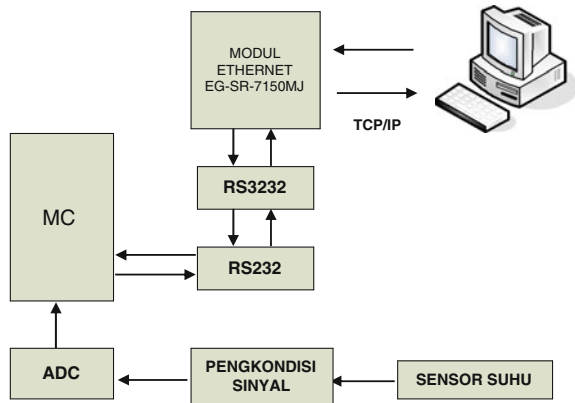 MODUL
ETHERNET
EG-SR-7150MJ
TCP/IP
RS3232
MC
RS232
ADC
PENGKONDISI
SINYAL
SENSOR SUHU